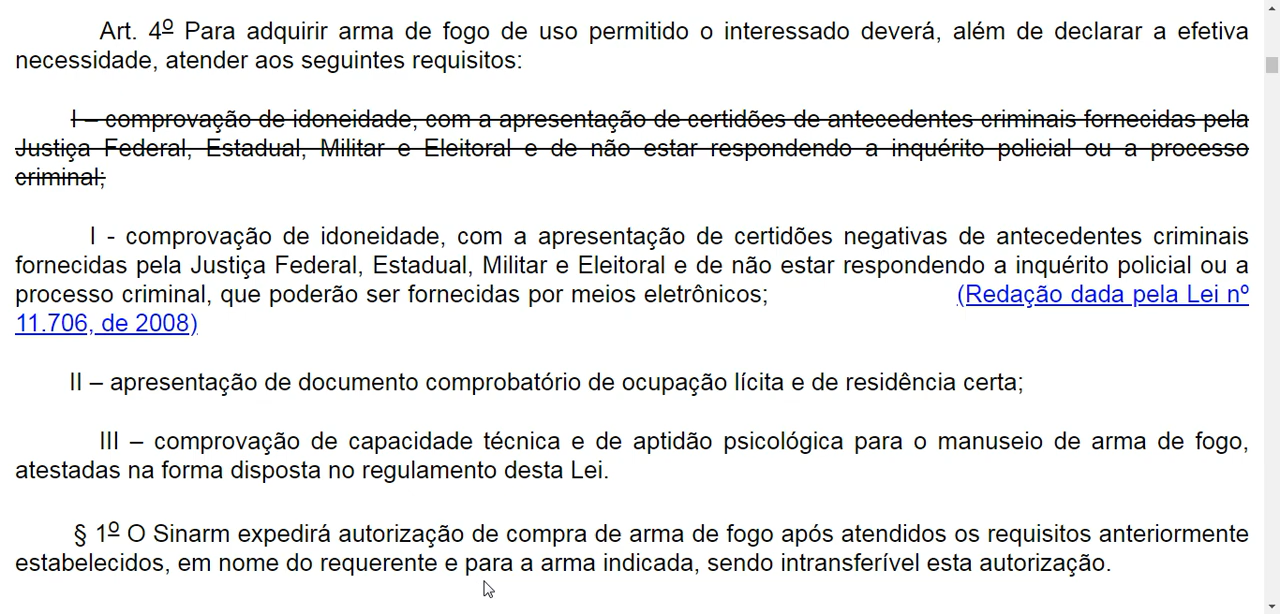 Art. 4º Para adquirir arma de fogo de uso permitido o interessado deverá, além de declarar a efetiva
necessidade, atender aos seguintes requisitos:
I – comprovação de idoneidade, com a apresentação de certidões de antecedentes criminais fornecidas pela
Justiça Federal, Estadual, Militar e Eleitoral e de não estar respondendo a inquérito policial ou a processo
criminal;
I - comprovação de idoneidade, com a apresentação de certidões negativas de antecedentes criminais
fornecidas pela Justiça Federal, Estadual, Militar e Eleitoral e de não estar respondendo a inquérito policial ou a
processo criminal, que poderão ser fornecidas por meios eletrônicos; (Redação dada pela Lei nº
11.706, de 2008)
II – apresentação de documento comprobatório de ocupação lícita e de residência certa;
III – comprovação de capacidade técnica e de aptidão psicológica para o manuseio de arma de fogo,
atestadas na forma disposta no regulamento desta Lei.
§ 1º O Sinarm expedirá autorização de compra de arma de fogo após atendidos os requisitos anteriormente
estabelecidos, em nome do requerente e para a arma indicada, sendo intransferível esta autorização.